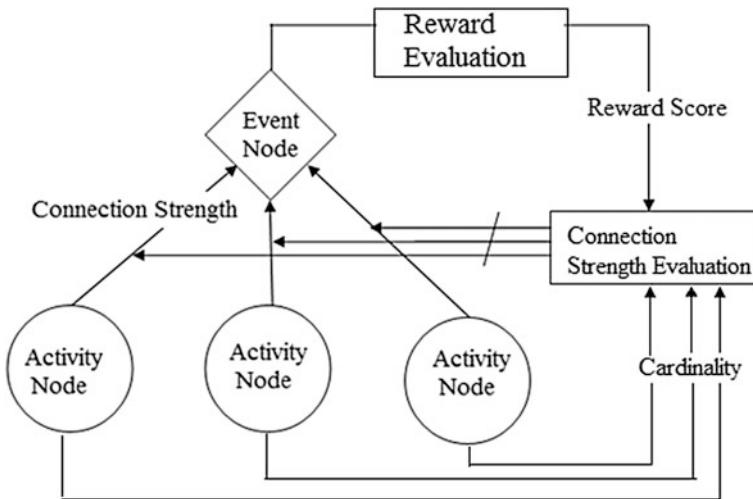 Reward
Evaluation
Event
Node
Reward Score
Connection Strength
Connection
Strength Evaluation
Activity
Node
Activity
Node
Activity
Node
Cardinality